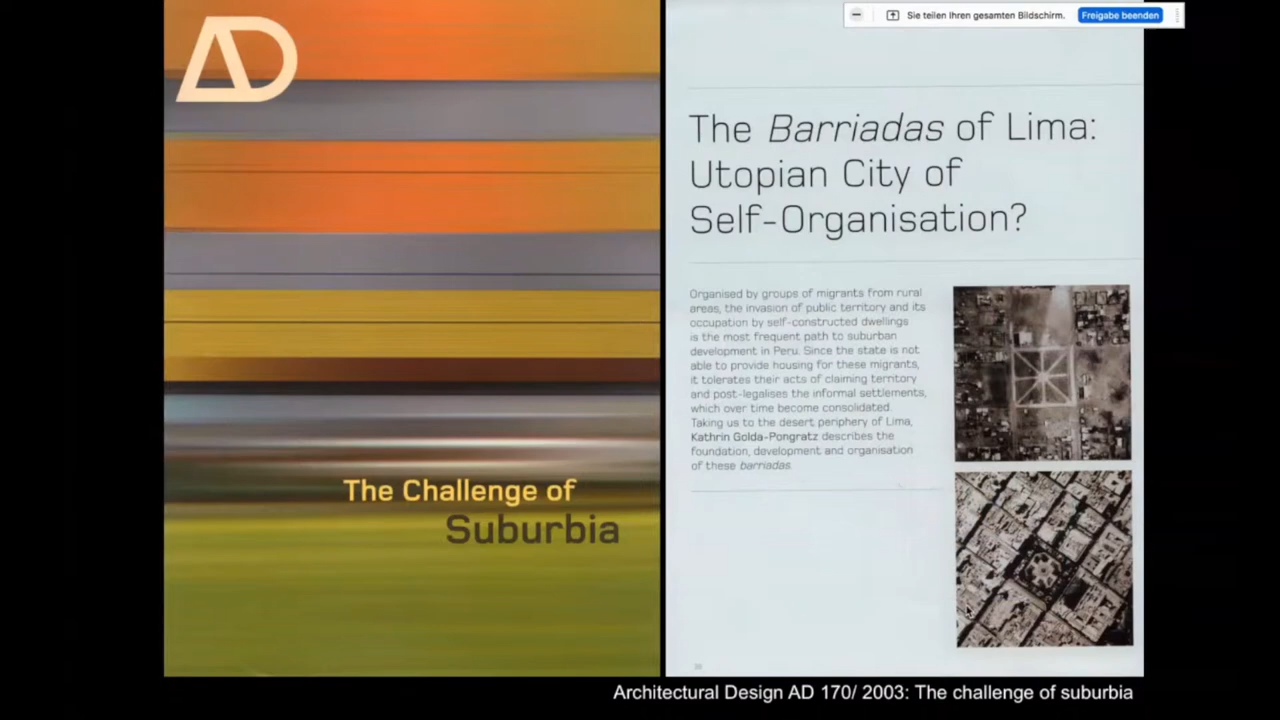 Sie teilen Ihren gesamten Bildschirm.
Freigabe beenden
AD
The Challenge of
Suburbia
The Barriadas of Lima:
Utopian City of
Self-Organisation?
Organised by groups of migrants from rural
areas, the invasion of public territory and its
occupation by self-constructed dwellings
is the most frequent path to suburban
development in Peru. Since the state is not
able to provide housing for these migrants,
it tolerates their acts of claiming territory
and post-legalises the informal settlements,
which over time become consolidated.
Taking us to the desert periphery of Lima,
Kathrin Golda-Pongratz describes the
foundation, development and organisation
of these barriadas.
Architectural Design AD 170/ 2003: The challenge of suburbia